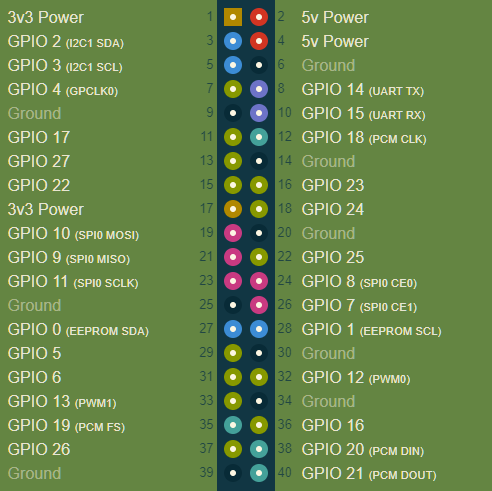 3v3 Power 1 2 5v Power
GPIO 2 (I2C1 SDA) 3 4 5v Power
GPIO 3 (I2C1 SCL) 5 6 Ground
GPIO 4 (GPCLK0) 7 8 GPIO 14 (UART TX)
Ground 9 10 GPIO 15 (UART RX)
GPIO 17 11 12 GPIO 18 (PCM CLK)
GPIO 27 13 14 Ground
GPIO 22 15 16 GPIO 23
3v3 Power 17 18 GPIO 24
GPIO 10 (SPI0 MOSI) 19 20 Ground
GPIO 9 (SPI0 MISO) 21 22 GPIO 25
GPIO 11 (SPI0 SCLK) 23 24 GPIO 8 (SPI0 CE0)
Ground 25 26 GPIO 7 (SPI0 CE1)
GPIO 0 (EEPROM SDA) 27 28 GPIO 1 (EEPROM SCL)
GPIO 5 29 30 Ground
GPIO 6 31 32 GPIO 12 (PWM0)
GPIO 13 (PWM1) 33 34 Ground
GPIO 19 (PCM FS) 35 36 GPIO 16
GPIO 26 37 38 GPIO 20 (PCM DIN)
Ground 39 40 GPIO 21 (PCM DOUT)